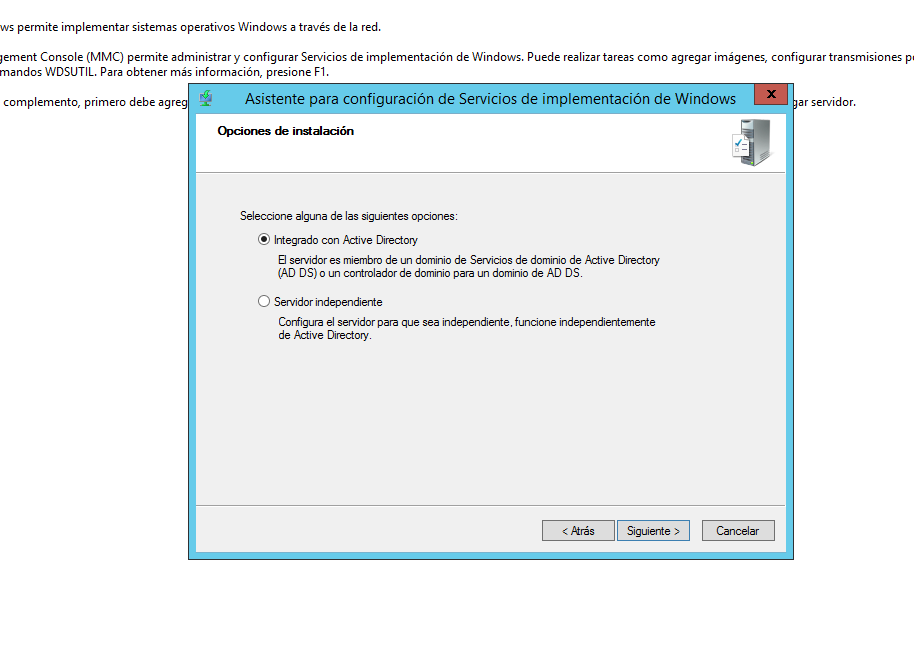 ws permite implementar sistemas operativos Windows a través de la red.
gement Console (MMC) permite administrar y configurar Servicios de implementación de Windows. Puede realizar tareas como agregar imágenes, configurar transmisiones p
mandos WDSUTIL. Para obtener más información, presione F1.
complemento, primero debe agreg
gar servidor.
Asistente para configuración de Servicios de implementación de Windows
x
Opciones de instalación
Seleccione alguna de las siguientes opciones:
Integrado con Active Directory
El servidor es miembro de un dominio de Servicios de dominio de Active Directory
(AD DS) o un controlador de dominio para un dominio de AD DS.
Servidor independiente
Configura el servidor para que sea independiente, funcione independientemente
de Active Directory.
< Atrás Siguiente > Cancelar